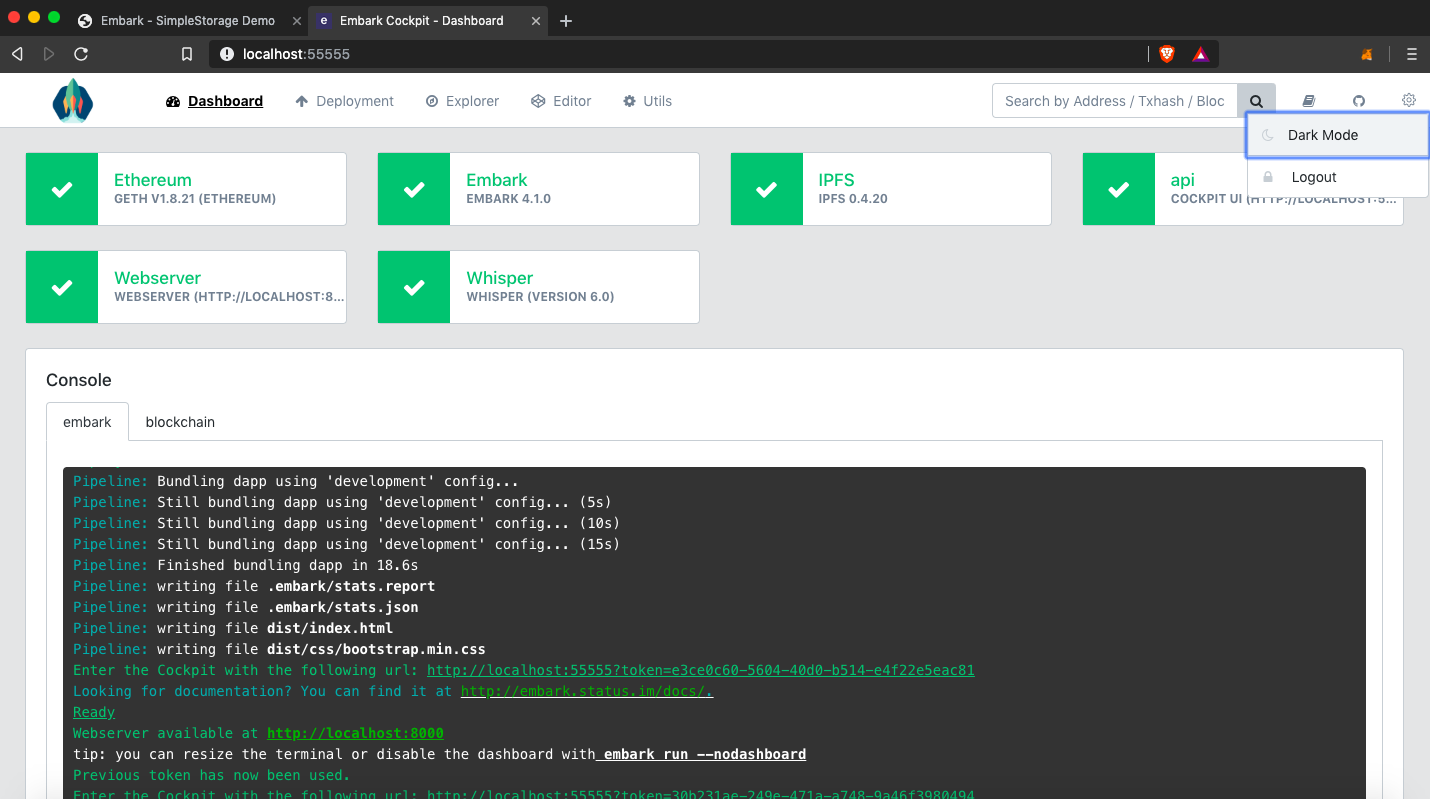 Embark - SimpleStorage Demo
Embark Cockpit - Dashboard
localhost:55555
Dashboard Deployment Explorer Editor Utils
Search by Address / Txhash / Bloc
Dark Mode
Logout
Ethereum
GETH V1.8.21 (ETHEREUM)
Embark
EMBARK 4.1.0
IPFS
IPFS 0.4.20
api
COCKPIT UI (HTTP://LOCALHOST:5...
Webserver
WEBSERVER (HTTP://LOCALHOST:8...
Whisper
WHISPER (VERSION 6.0)
Console
embark blockchain
Pipeline: Bundling dapp using 'development' config...
Pipeline: Still bundling dapp using 'development' config... (5s)
Pipeline: Still bundling dapp using 'development' config... (10s)
Pipeline: Still bundling dapp using 'development' config... (15s)
Pipeline: Finished bundling dapp in 18.6s
Pipeline: writing file .embark/stats.report
Pipeline: writing file .embark/stats.json
Pipeline: writing file dist/index.html
Pipeline: writing file dist/css/bootstrap.min.css
Enter the Cockpit with the following url: http://localhost:55555?token=e3ce0c60-5604-40d0-b514-e4f22e5eac81
Looking for documentation? You can find it at http://embark.status.im/docs/.
Ready
Webserver available at http://localhost:8000
tip: you can resize the terminal or disable the dashboard with embark run --nodashboard
Previous token has now been used.
Enter the Cockpit with the following url: http://localhost:55555?token=30b231ae-249e-471a-a748-9a46f3980494